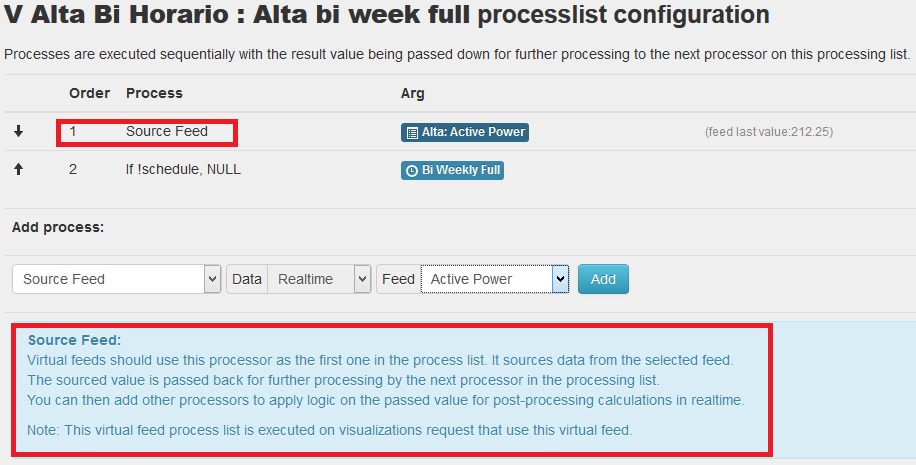 V Alta Bi Horario : Alta bi week full processlist configuration
Processes are executed sequentially with the result value being passed down for further processing to the next processor on this processing list.
Order Process Arg
1 Source Feed Alta: Active Power (feed last value:212.25)
2 If !schedule, NULL Bi Weekly Full
Add process:
Source Feed Data Realtime Feed Active Power Add
Source Feed:
Virtual feeds should use this processor as the first one in the process list. It sources data from the selected feed.
The sourced value is passed back for further processing by the next processor in the processing list.
You can then add other processors to apply logic on the passed value for post-processing calculations in realtime.
Note: This virtual feed process list is executed on visualizations request that use this virtual feed.